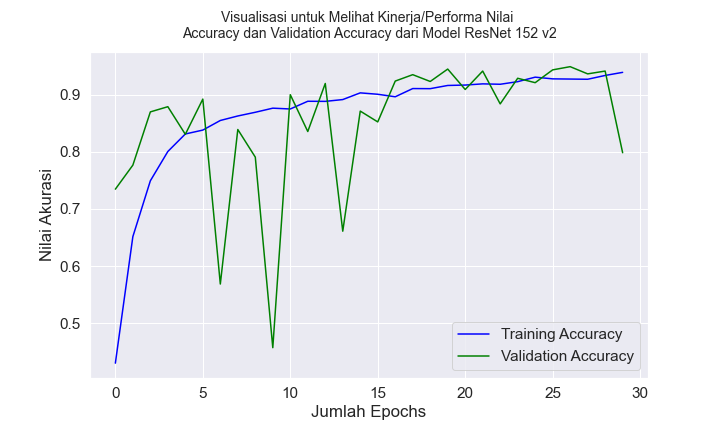 Visualisasi untuk Melihat Kinerja/Performa Nilai
Accuracy dan Validation Accuracy dari Model ResNet 152 v2
Nilai Akurasi
0.9
0.8
0.7
0.6
0.5
Training Accuracy
Validation Accuracy
0 5 10 15 20 25 30
Jumlah Epochs